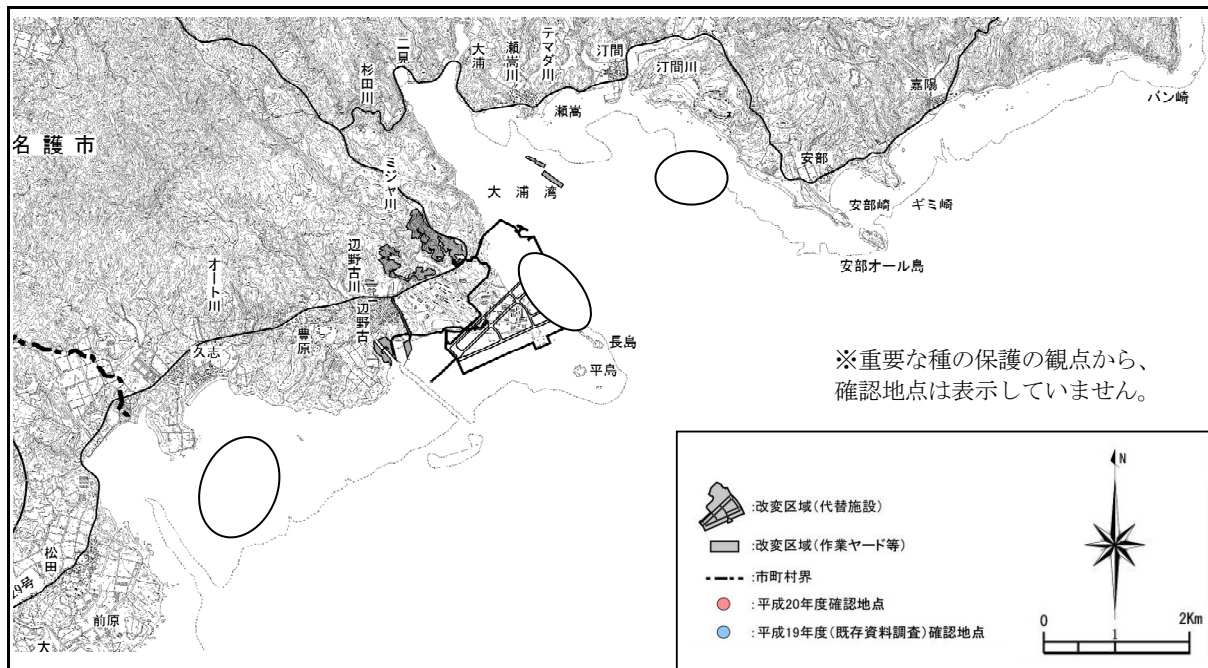 二見
大浦
瀬嵩川
テマダ川
汀間
汀間川
杉田川
瀬嵩
嘉陽
バン崎
名護市
ミジャ川
大浦湾
安部
安部崎
ギミ崎
安部オール島
辺野古川
オート川
辺野古
豊原
久志
長島
平島
※重要な種の保護の観点から、
確認地点は表示していません。
松田
29号
前原
大
:改変区域(代替施設)
:改変区域(作業ヤード等)
:市町村界
:平成20年度確認地点
:平成19年度(既存資料調査)確認地点
N
0 1 2Km